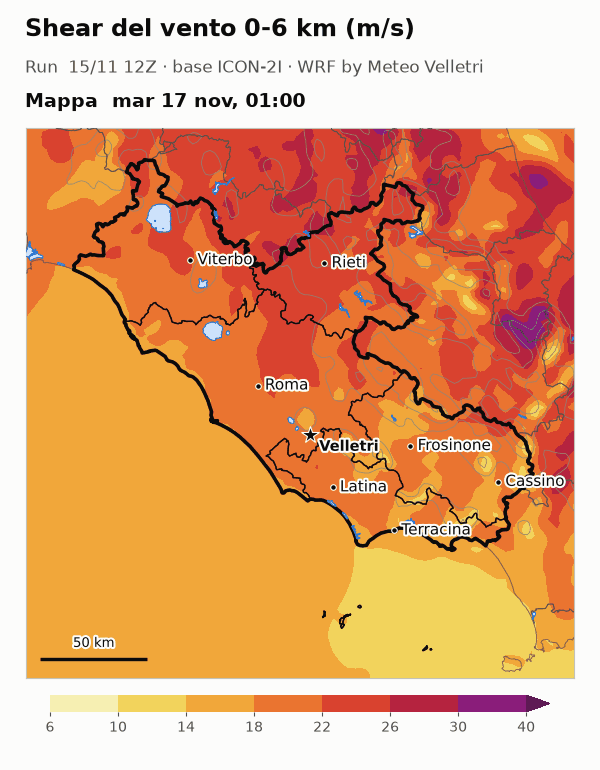 Shear del vento 0-6 km (m/s)
Run  15/11 12Z · base ICON-2I · WRF by Meteo Velletri
Mappa  mar 17 nov, 01:00
Viterbo
Rieti
Roma
Velletri
Frosinone
Latina
Cassino
Terracina
50 km
6 10 14 18 22 26 30 40